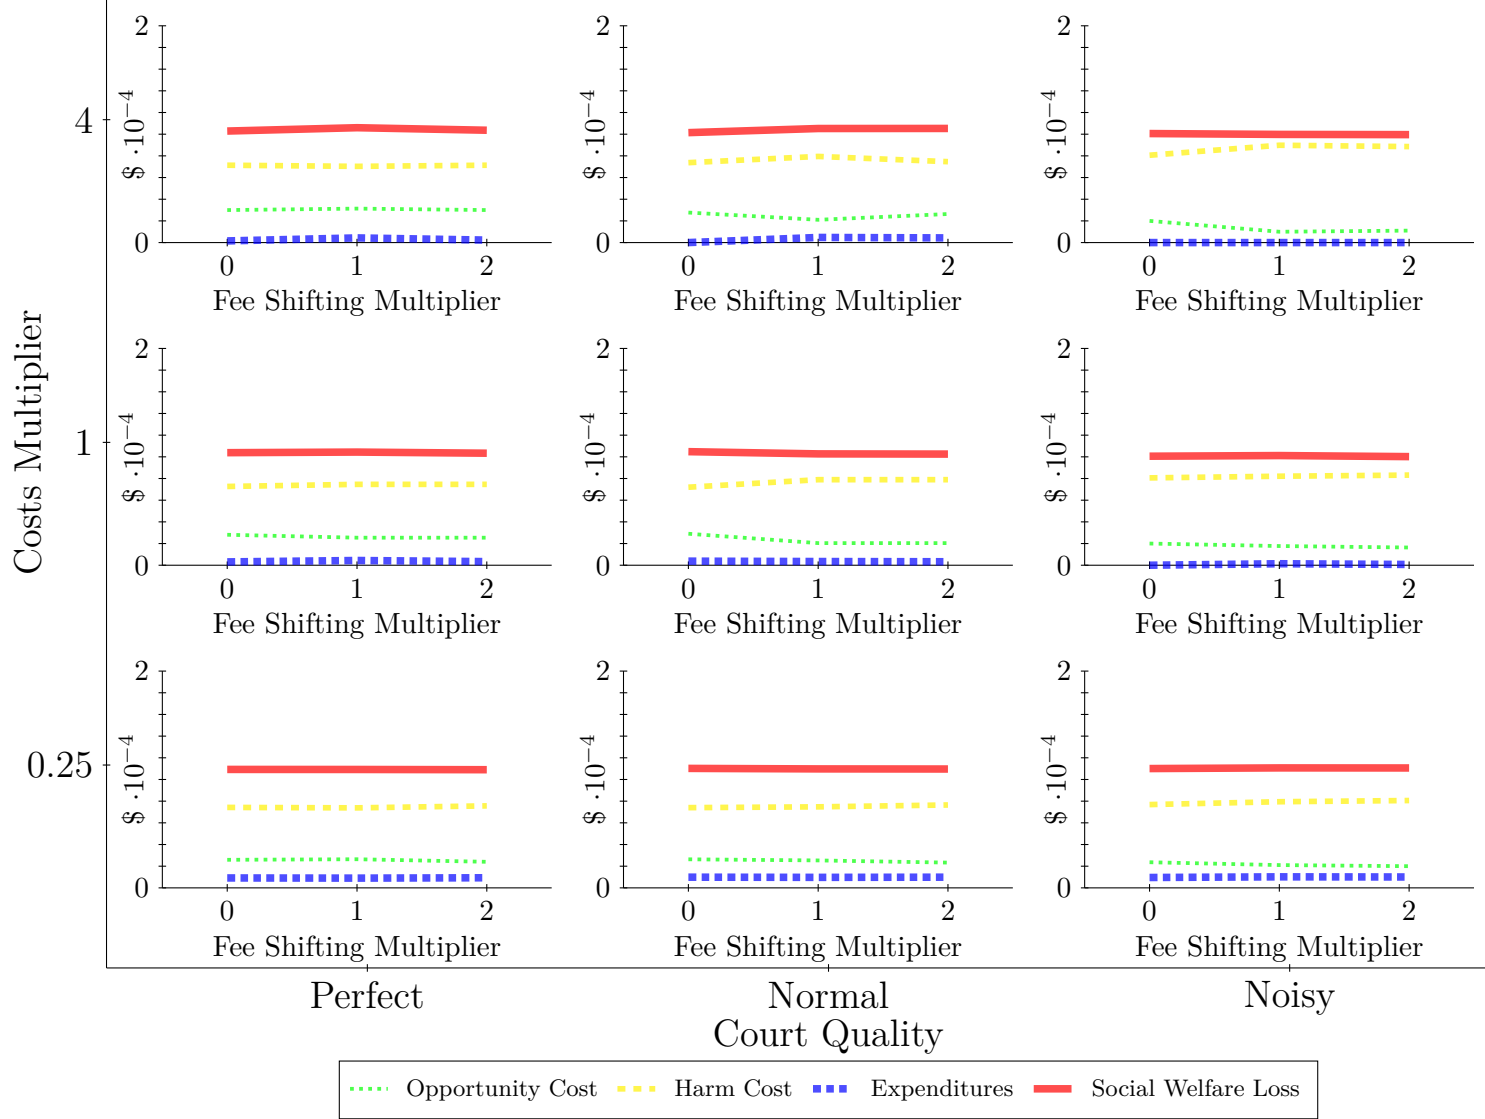 2
$ ·10⁻⁴
0
0 1 2
Fee Shifting Multiplier
2
$ ·10⁻⁴
0
0 1 2
Fee Shifting Multiplier
2
$ ·10⁻⁴
0
0 1 2
Fee Shifting Multiplier
4
2
$ ·10⁻⁴
0
0 1 2
Fee Shifting Multiplier
2
$ ·10⁻⁴
0
0 1 2
Fee Shifting Multiplier
2
$ ·10⁻⁴
0
0 1 2
Fee Shifting Multiplier
1
Costs Multiplier
2
$ ·10⁻⁴
0
0 1 2
Fee Shifting Multiplier
2
$ ·10⁻⁴
0
0 1 2
Fee Shifting Multiplier
2
$ ·10⁻⁴
0
0 1 2
Fee Shifting Multiplier
0.25
Perfect Normal Noisy
Court Quality
Opportunity Cost Harm Cost Expenditures Social Welfare Loss